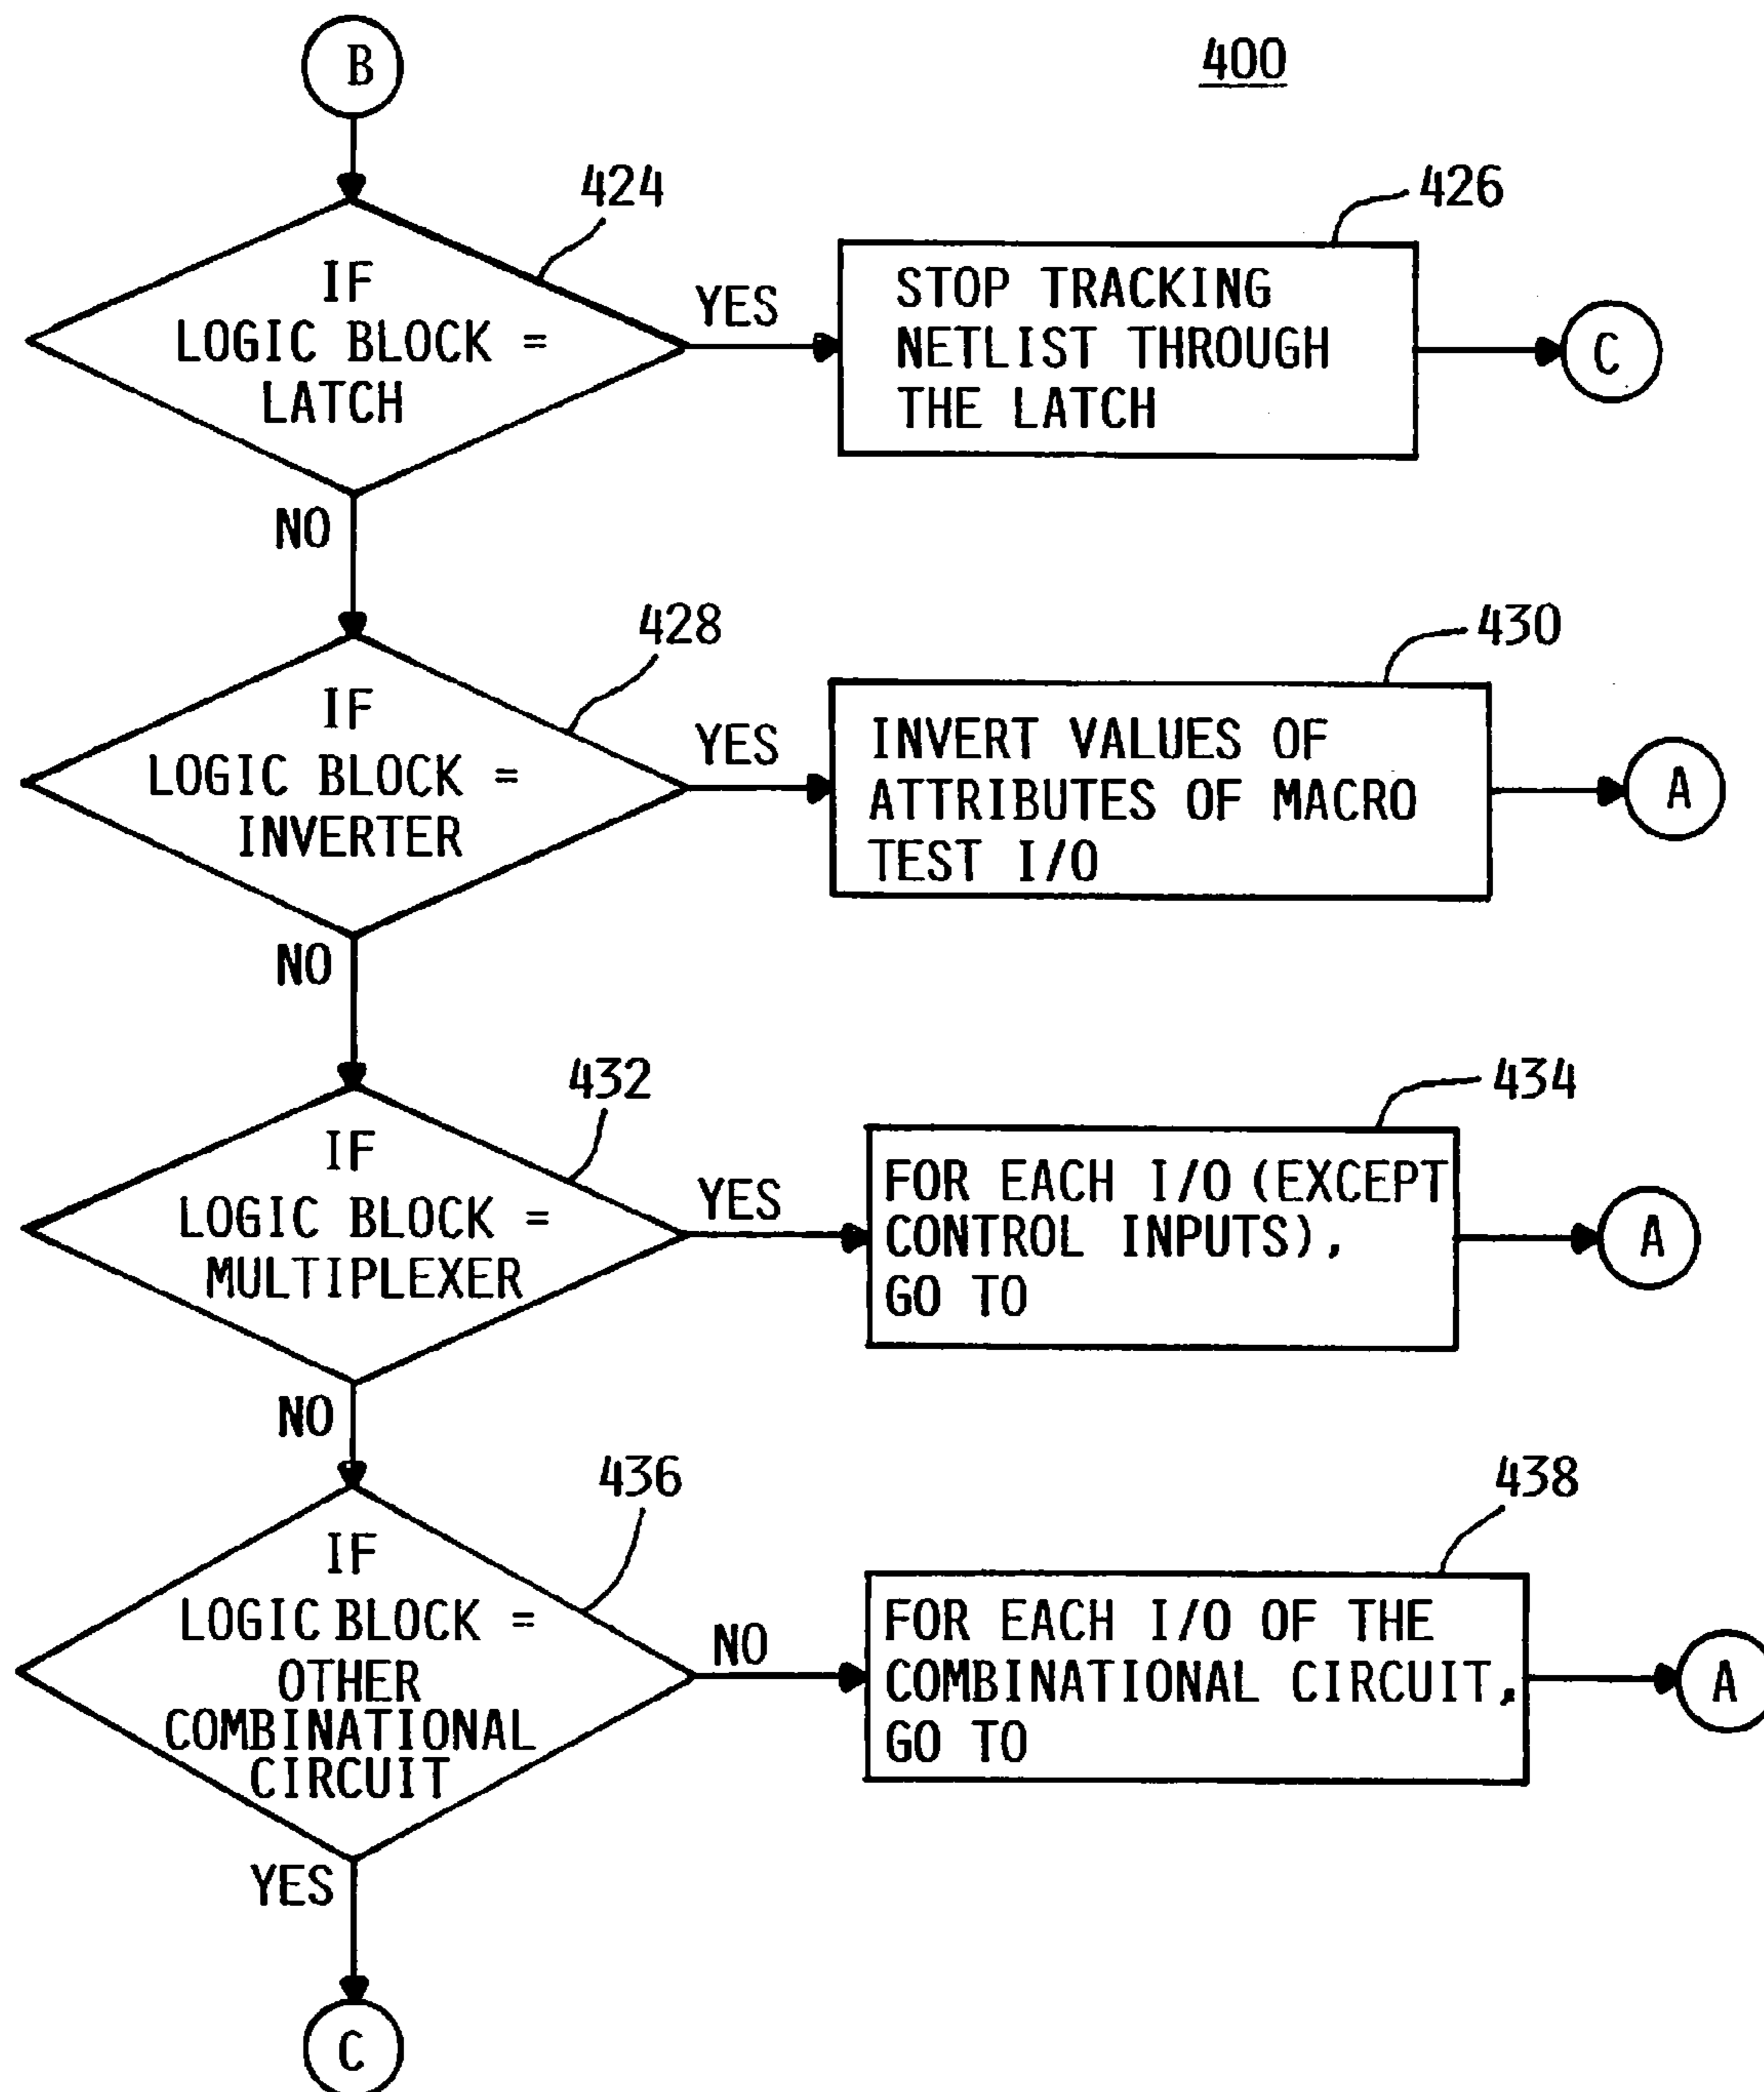 B
400
424
IF
LOGIC BLOCK =
LATCH
YES
426
STOP TRACKING
NETLIST THROUGH
THE LATCH
C
NO
428
IF
LOGIC BLOCK =
INVERTER
YES
430
INVERT VALUES OF
ATTRIBUTES OF MACRO
TEST I/O
A
NO
432
IF
LOGIC BLOCK =
MULTIPLEXER
YES
434
FOR EACH I/O (EXCEPT
CONTROL INPUTS),
GO TO
A
NO
436
IF
LOGIC BLOCK =
OTHER
COMBINATIONAL
CIRCUIT
NO
438
FOR EACH I/O OF THE
COMBINATIONAL CIRCUIT,
GO TO
A
YES
C